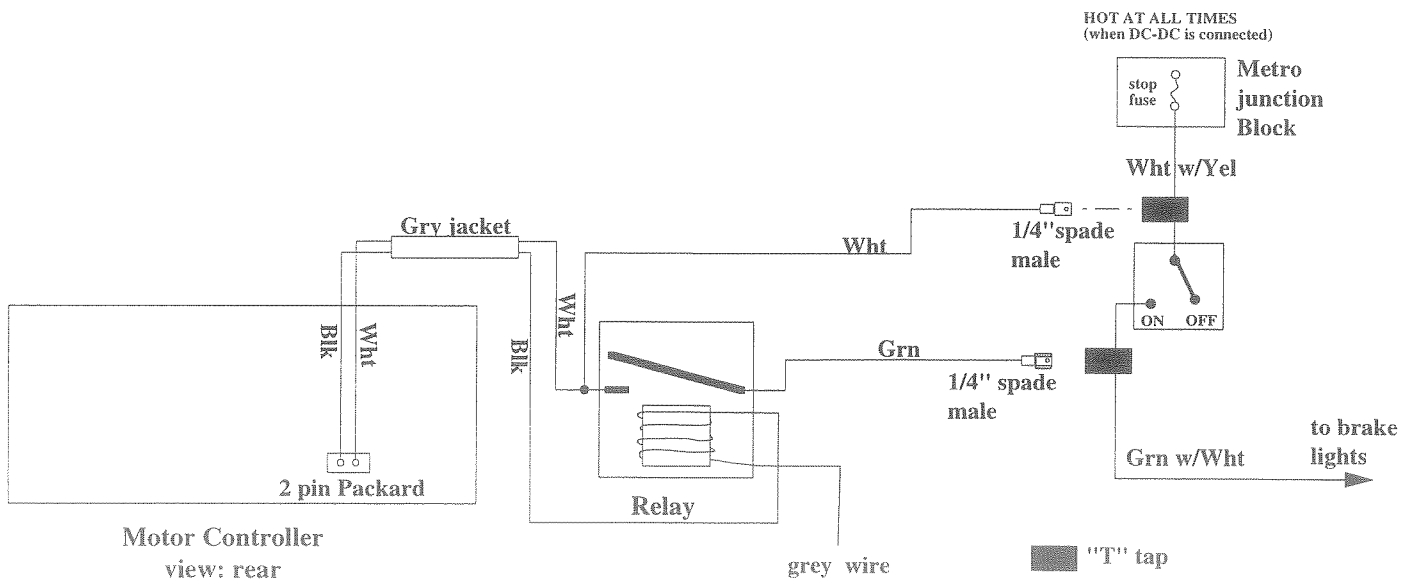 HOT AT ALL TIMES
(when DC-DC is connected)
stop
fuse
Metro
junction
Block
Wht w/Yel
Gry jacket
Wht
1/4"spade
male
ON OFF
Blk
Wht
Wht
Blk
Grn
1/4" spade
male
Grn w/Wht
to brake
lights
2 pin Packard
Relay
Motor Controller
view: rear
grey wire
"T" tap